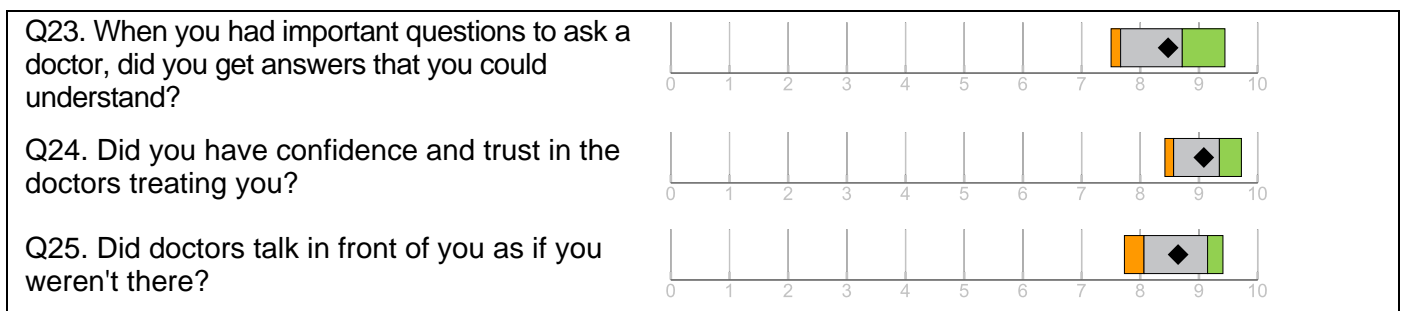 Q23. When you had important questions to ask a
doctor, did you get answers that you could
understand?
0 1 2 3 4 5 6 7 8 9 10
Q24. Did you have confidence and trust in the
doctors treating you?
0 1 2 3 4 5 6 7 8 9 10
Q25. Did doctors talk in front of you as if you
weren't there?
0 1 2 3 4 5 6 7 8 9 10